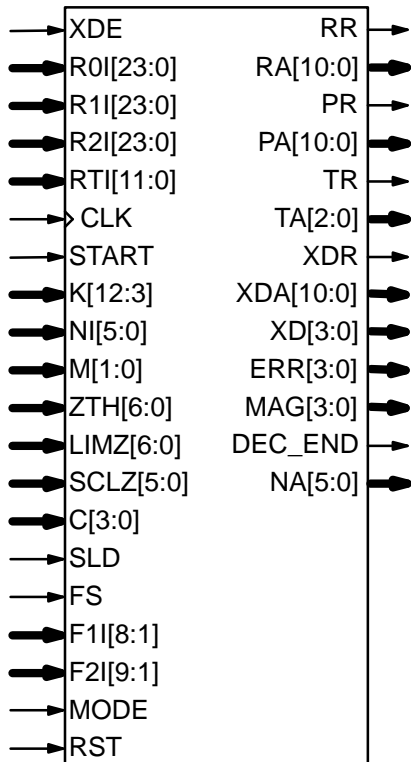 XDE RR
R0I[23:0] RA[10:0]
R1I[23:0] PR
R2I[23:0] PA[10:0]
RTI[11:0] TR
CLK TA[2:0]
START XDR
K[12:3] XDA[10:0]
NI[5:0] XD[3:0]
M[1:0] ERR[3:0]
ZTH[6:0] MAG[3:0]
LIMZ[6:0] DEC_END
SCLZ[5:0] NA[5:0]
C[3:0]
SLD
FS
F1I[8:1]
F2I[9:1]
MODE
RST